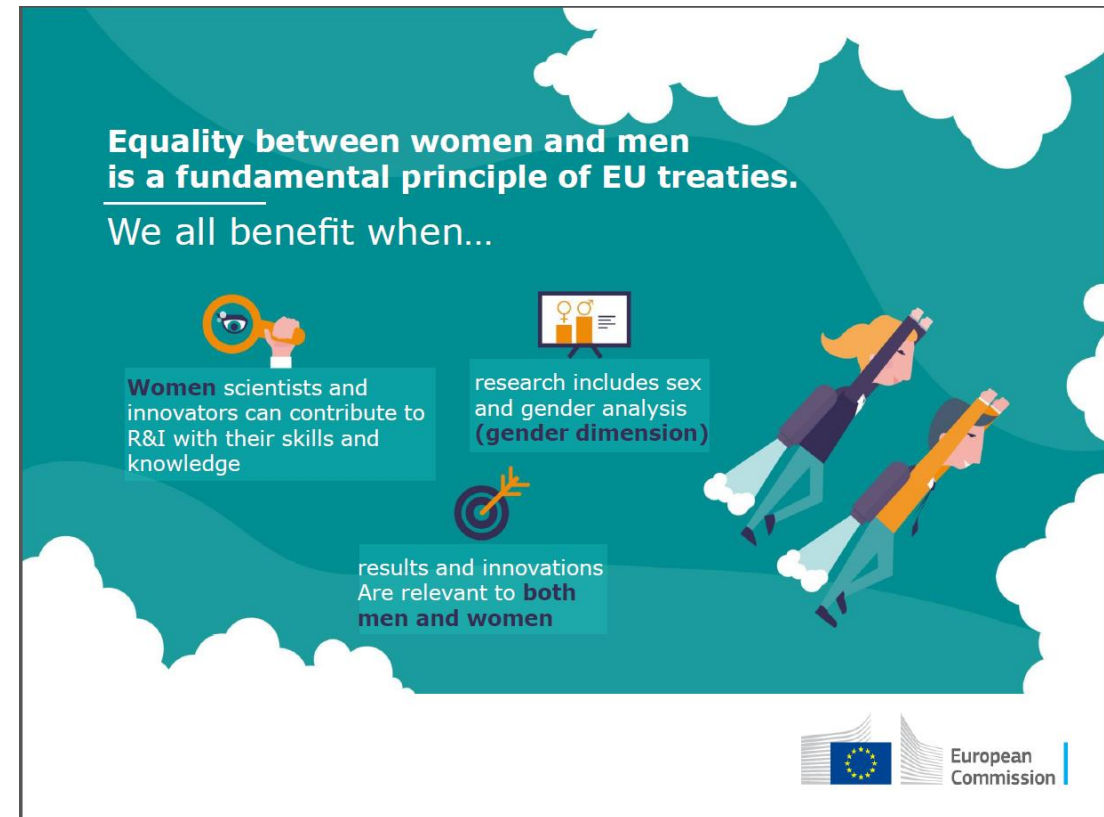 Equality between women and men
is a fundamental principle of EU treaties.
We all benefit when...
Women scientists and
innovators can contribute to
R&I with their skills and
knowledge
research includes sex
and gender analysis
(gender dimension)
results and innovations
Are relevant to both
men and women
European
Commission